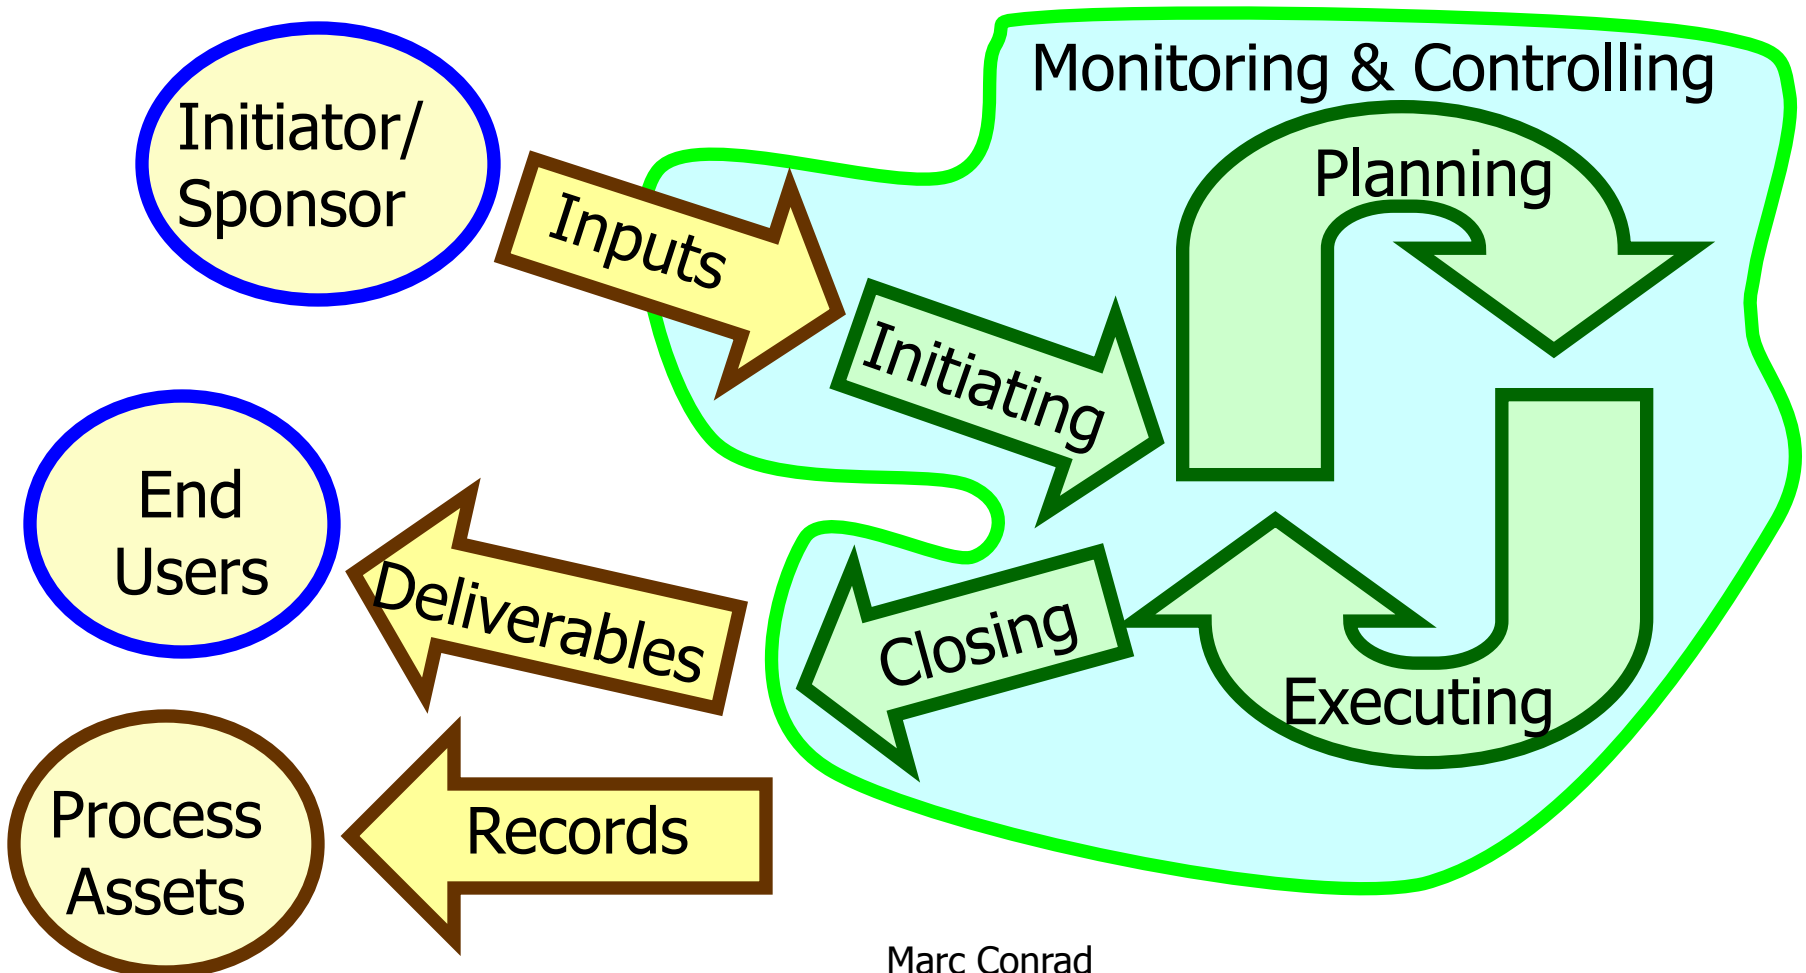 Monitoring & Controlling
Initiator/
Sponsor
Inputs
Planning
Initiating
End
Users
Deliverables
Closing
Executing
Process
Assets
Records
Marc Conrad